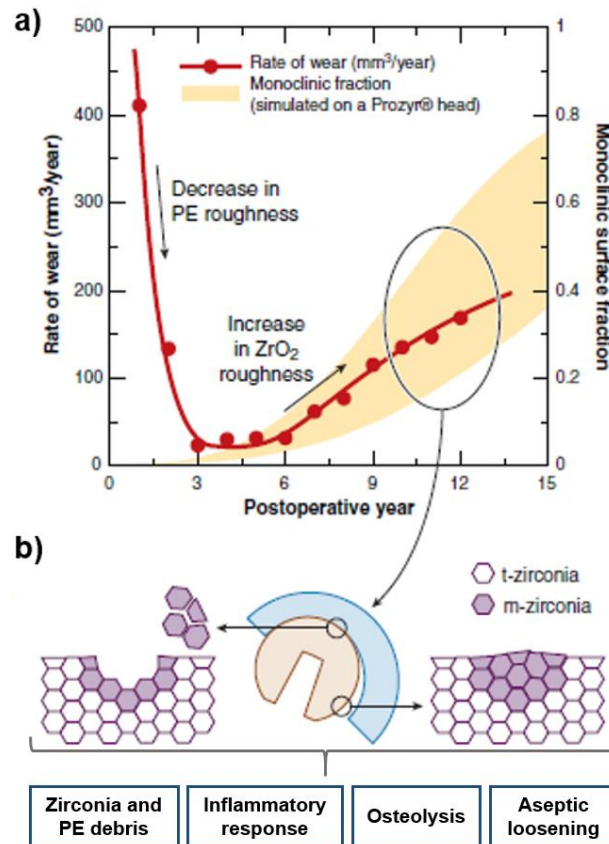 a)
Rate of wear (mm³/year)
Monoclinic fraction
(simulated on a Prozyr® head)
Decrease in
PE roughness
Increase
in ZrO₂
roughness
Rate of wear (mm³/year)
500
400
300
200
100
0
Monoclinic surface fraction
1
0.8
0.6
0.4
0.2
0
0
3
6
9
12
15
Postoperative year
b)
t-zirconia
m-zirconia
Zirconia and
PE debris
Inflammatory
response
Osteolysis
Aseptic
loosening